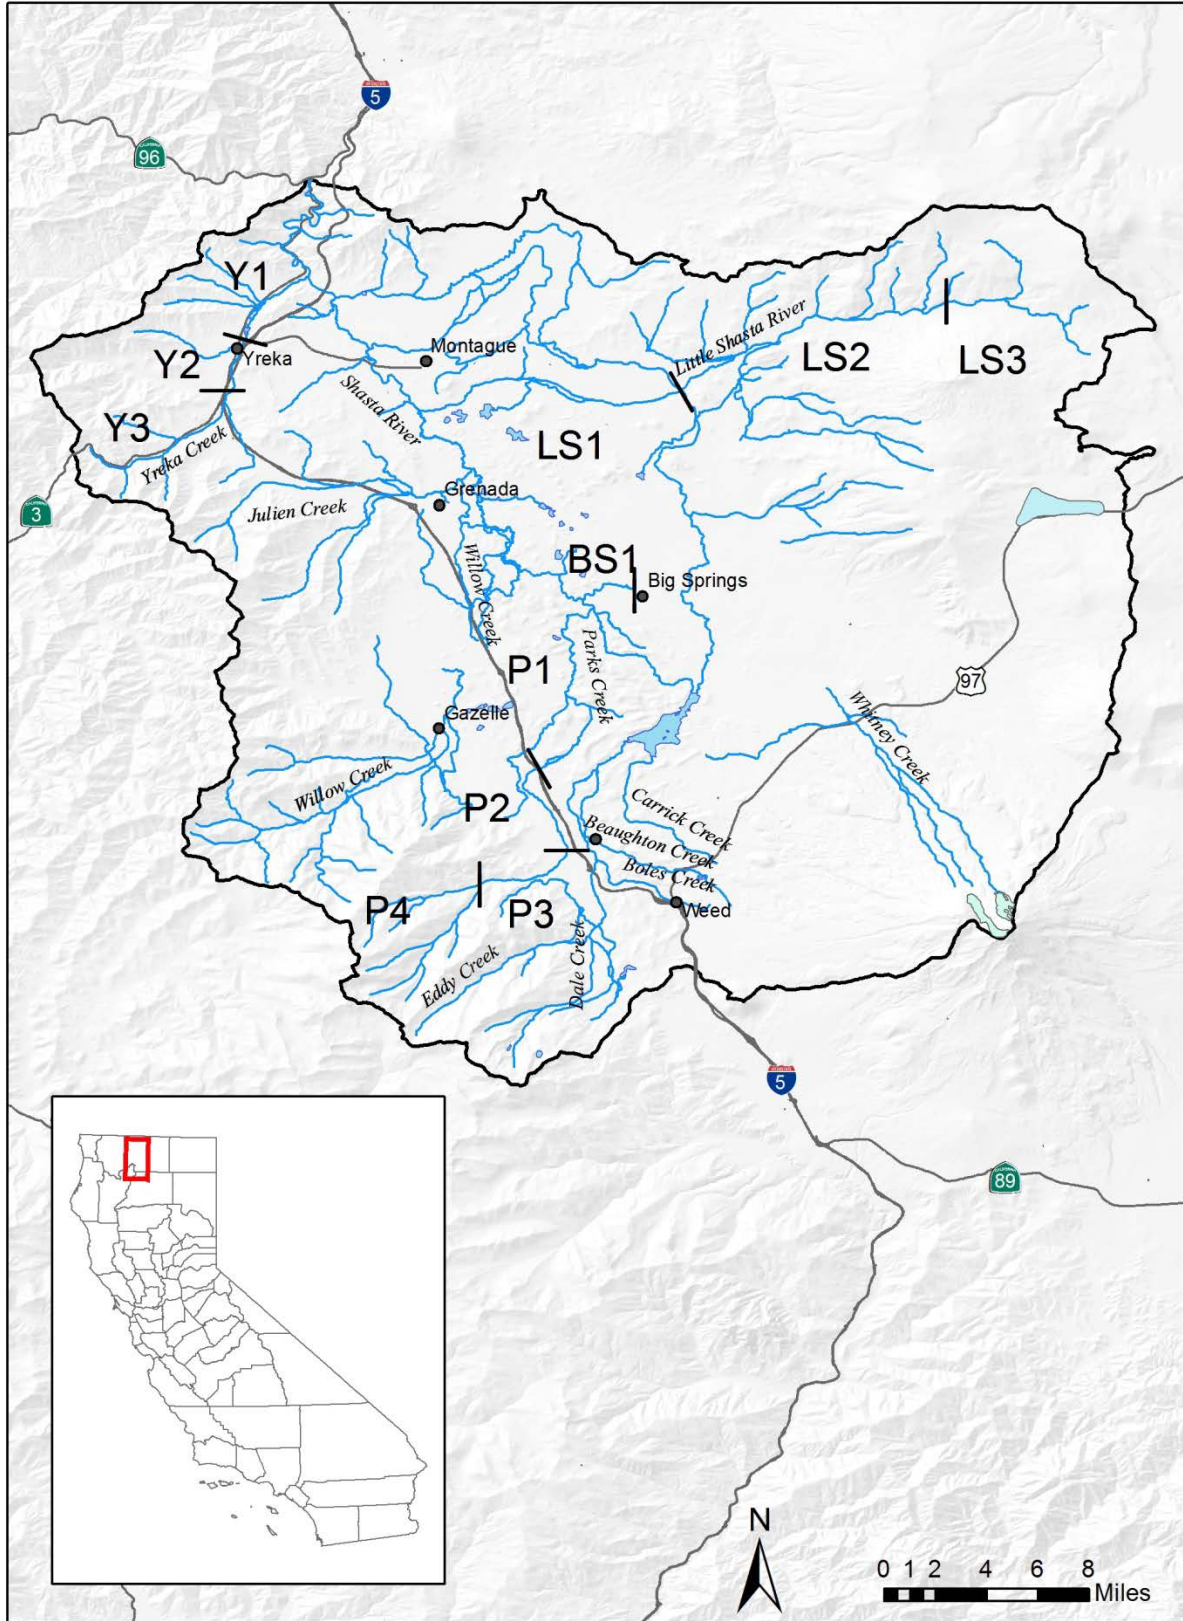 5
96
Y1
Y2
Yreka
Montague
Little Shasta River
LS2
LS3
Shasta River
Y3
Yreka Creek
LS1
3
Julien Creek
Grenada
Willow Creek
BS1
Big Springs
Parks Creek
P1
97
Gazelle
Whitney Creek
Willow Creek
P2
Carrick Creek
Beaughton Creek
Boles Creek
Weed
P4
P3
Eddy Creek
Dale Creek
5
89
N
0 1 2 4 6 8
Miles